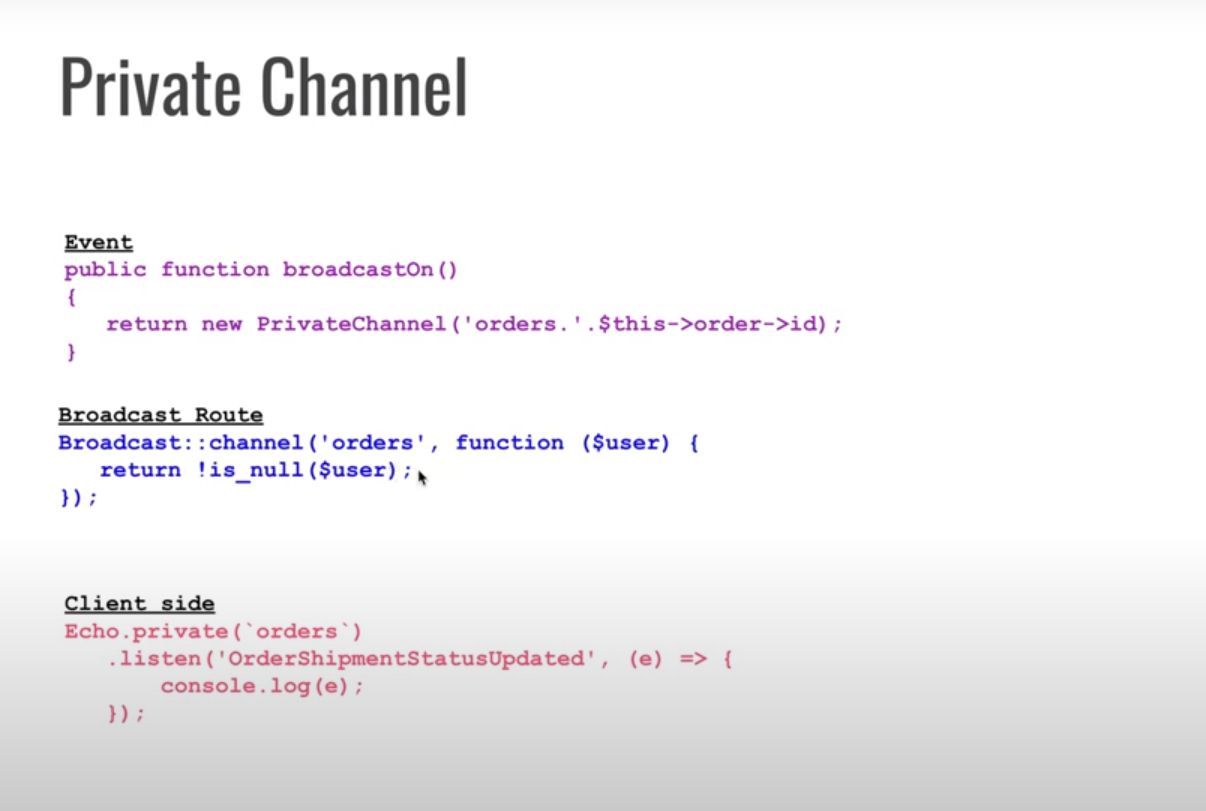 Private Channel
Event
public function broadcastOn()
{
return new PrivateChannel('orders.'.$this->order->id);
}
Broadcast Route
Broadcast::channel('orders', function ($user) {
return !is_null($user);
});
Client side
Echo.private(`orders`)
.listen('OrderShipmentStatusUpdated', (e) => {
console.log(e);
});